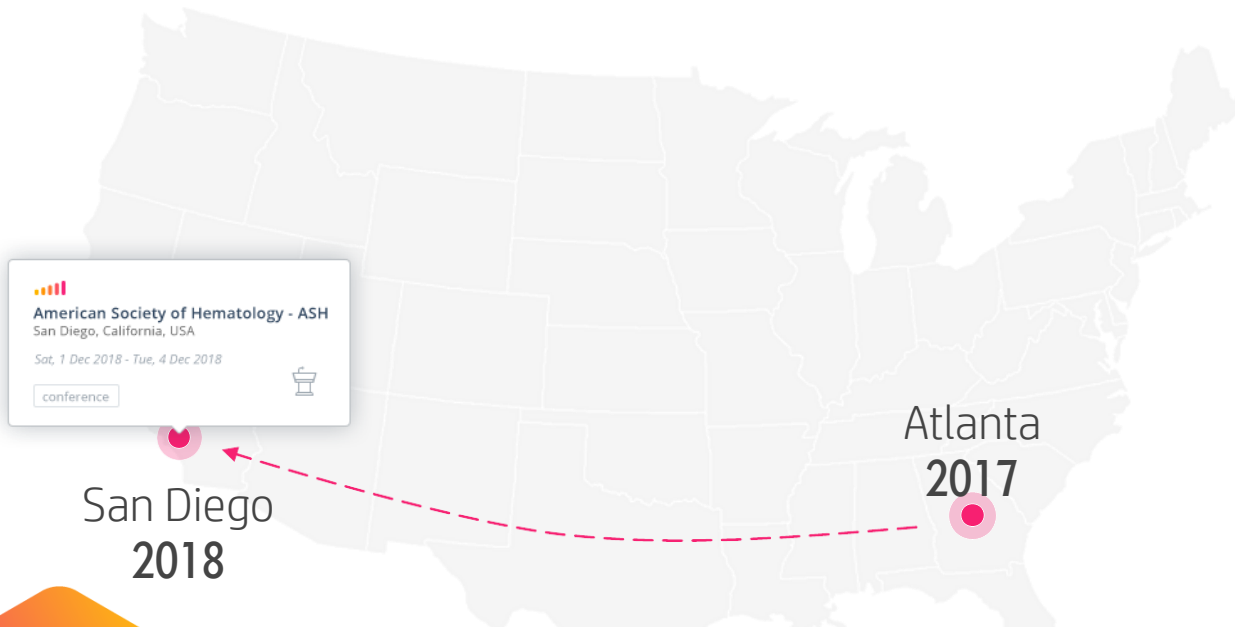 American Society of Hematology - ASH
San Diego, California, USA
Sat, 1 Dec 2018 - Tue, 4 Dec 2018
conference
San Diego
2018
Atlanta
2017